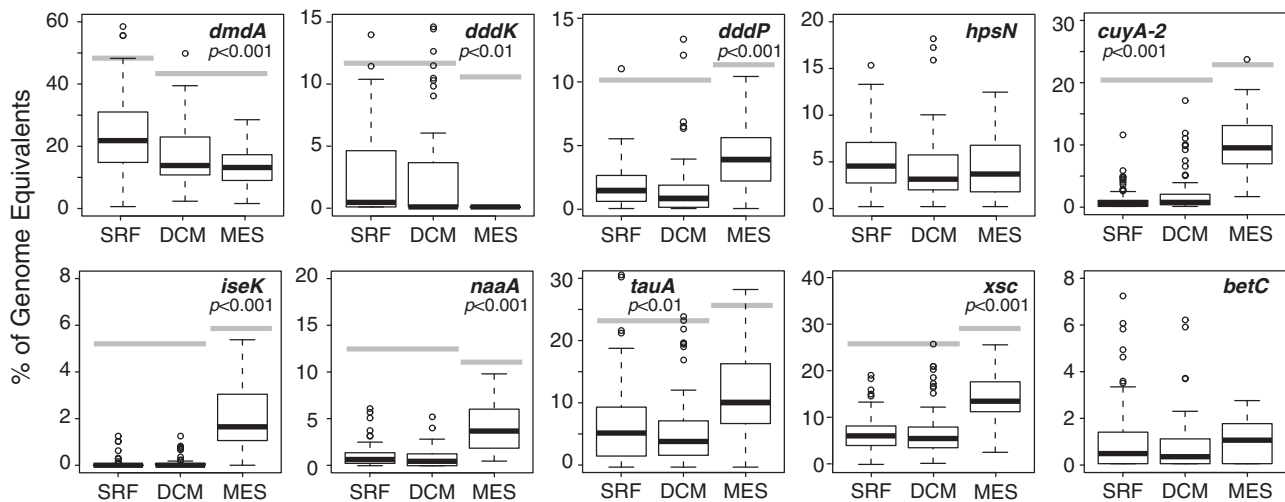 % of Genome Equivalents
dmdA
p<0.001
60
40
20
0
SRF DCM MES
dddK
p<0.01
15
10
5
0
SRF DCM MES
dddP
p<0.001
15
10
5
0
SRF DCM MES
hpsN
20
15
10
5
0
SRF DCM MES
cuyA-2
p<0.001
30
20
10
0
SRF DCM MES
iseK
p<0.001
8
6
4
2
0
SRF DCM MES
naaA
p<0.001
20
15
10
5
0
SRF DCM MES
tauA
p<0.01
30
20
10
0
SRF DCM MES
xsc
p<0.001
40
30
20
10
0
SRF DCM MES
betC
8
6
4
2
0
SRF DCM MES